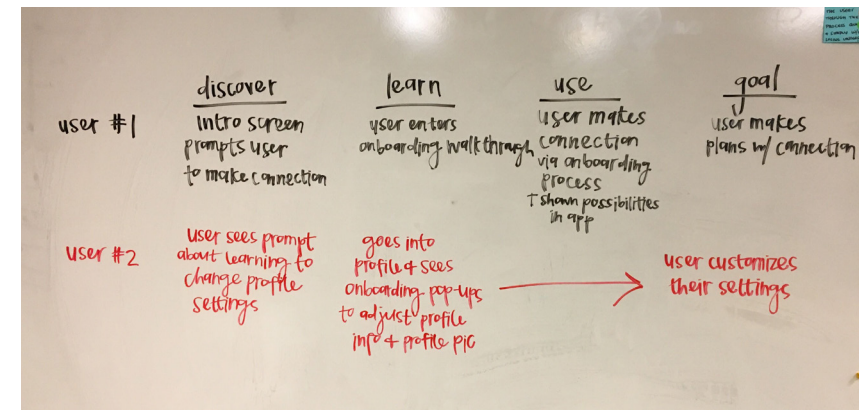 discover
learn
use
goal
user #1
intro screen
prompts user
to make connection
user enters
onboarding walkthrough
user makes
connection
via onboarding
process
↑ shown possibilities
in app
user makes
plans w/ connection
user #2
user sees prompt
about learning to
change profile
settings
goes into
profile + sees
onboarding pop-ups
to adjust profile
info + profile pic
user customizes
their settings